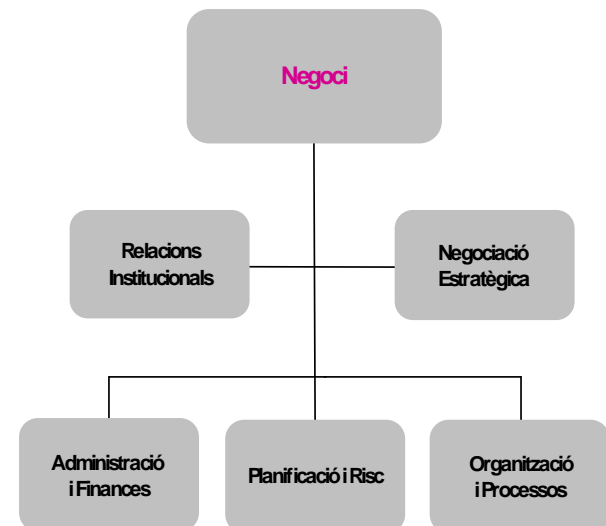 Negoci
Relacions
Institucionals
Negociació
Estratègica
Administració
i Finances
Planificació i Risc
Organització
i Processos